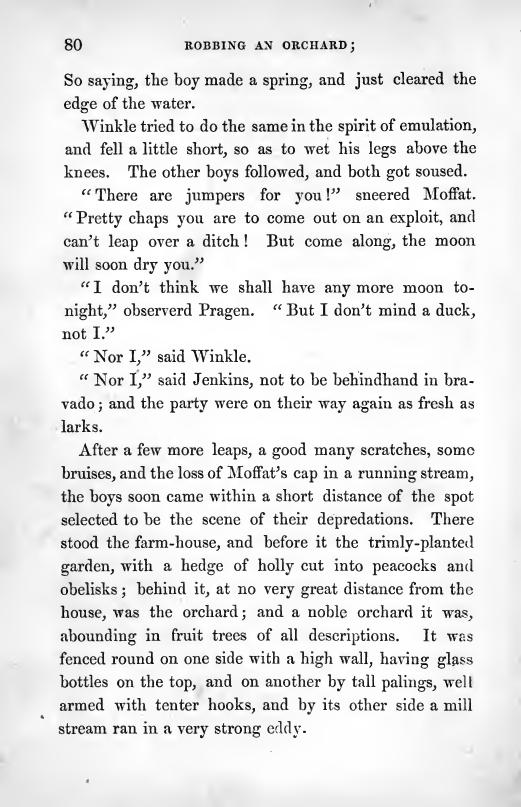 80 ROBBING AN ORCHARD;
So saying, the boy made a spring, and just cleared the
edge of the water.
Winkle tried to do the same in the spirit of emulation,
and fell a little short, so as to wet his legs above the
knees. The other boys followed, and both got soused.
“There are jumpers for you!” sneered Moffat.
“Pretty chaps you are to come out on an exploit, and
can’t leap over a ditch! But come along, the moon
will soon dry you.”
“I don’t think we shall have any more moon to-
night,” observerd Pragen. “But I don’t mind a duck,
not I.”
“Nor I,” said Winkle.
“Nor I,” said Jenkins, not to be behindhand in bra-
vado; and the party were on their way again as fresh as
larks.
After a few more leaps, a good many scratches, some
bruises, and the loss of Moffat’s cap in a running stream,
the boys soon came within a short distance of the spot
selected to be the scene of their depredations. There
stood the farm-house, and before it the trimly-planted
garden, with a hedge of holly cut into peacocks and
obelisks; behind it, at no very great distance from the
house, was the orchard; and a noble orchard it was,
abounding in fruit trees of all descriptions. It was
fenced round on one side with a high wall, having glass
bottles on the top, and on another by tall palings, well
armed with tenter hooks, and by its other side a mill
stream ran in a very strong eddy.